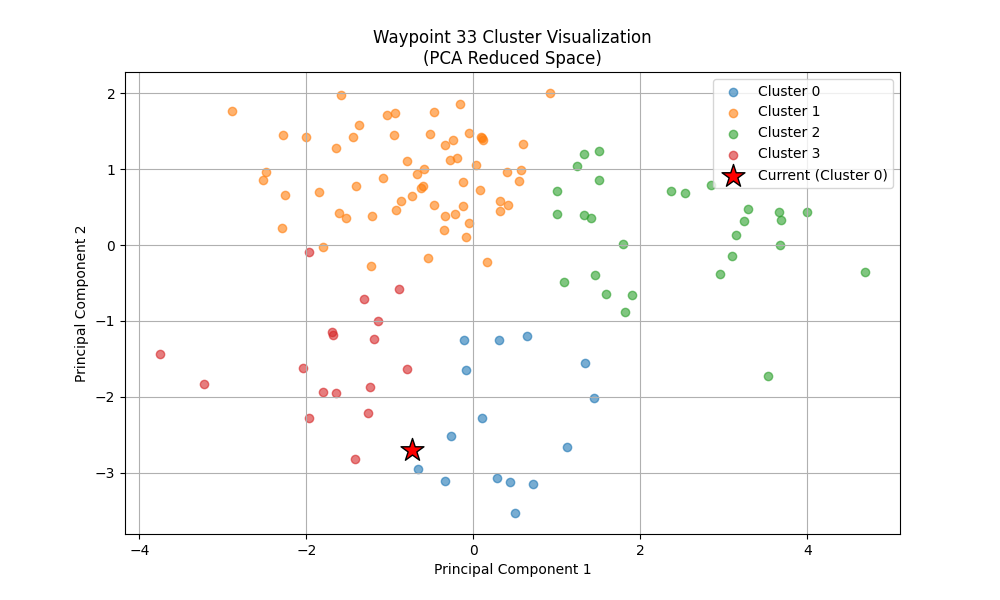 Waypoint 33 Cluster Visualization
(PCA Reduced Space)
Cluster 0
Cluster 1
Cluster 2
Cluster 3
Current (Cluster 0)
Principal Component 2
2
1
0
−1
−2
−3
−4
−2
0
2
4
Principal Component 1